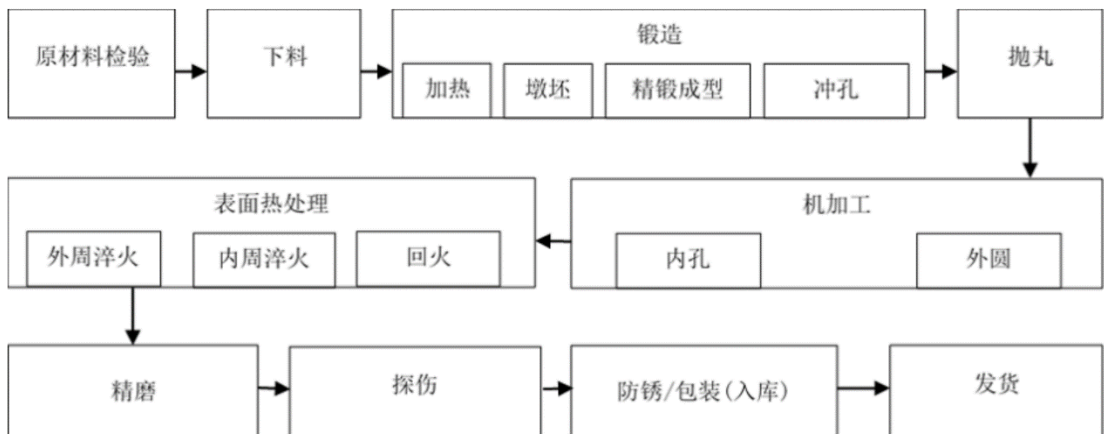 原材料检验
下料
锻造
加热
墩坯
精锻成型
冲孔
抛丸
表面热处理
外周淬火
内周淬火
回火
机加工
内孔
外圆
精磨
探伤
防锈/包装(入库)
发货